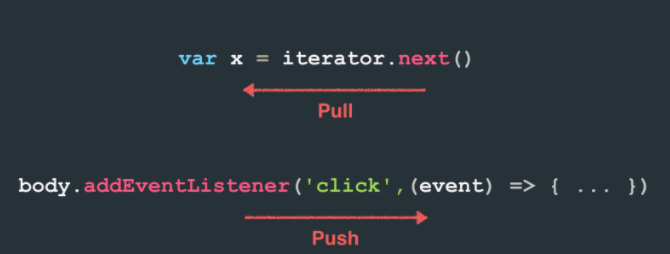 var x = iterator.next()
Pull
body.addEventListener('click',(event) => { ... })
Push